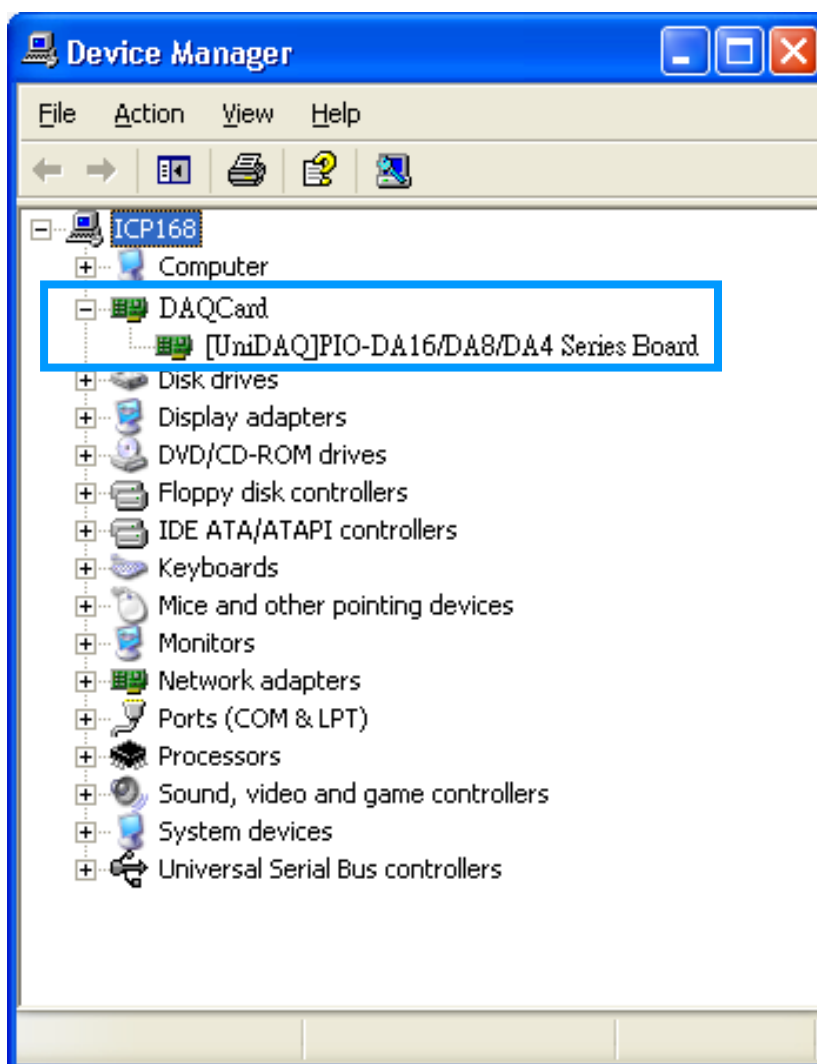 Device Manager
File Action View Help
ICP168
Computer
DAQCard
[UniDAQ]PIO-DA16/DA8/DA4 Series Board
Disk drives
Display adapters
DVD/CD-ROM drives
Floppy disk controllers
IDE ATA/ATAPI controllers
Keyboards
Mice and other pointing devices
Monitors
Network adapters
Ports (COM & LPT)
Processors
Sound, video and game controllers
System devices
Universal Serial Bus controllers